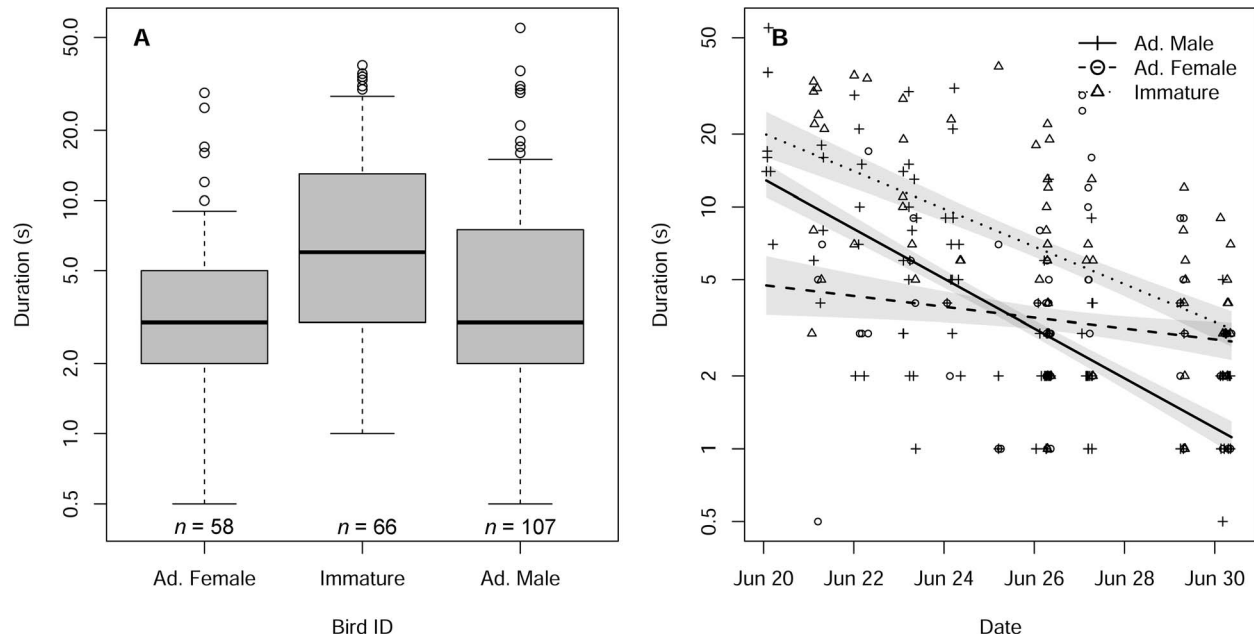 A
Duration (s)
50.0
20.0
10.0
5.0
2.0
1.0
0.5
n = 58
n = 66
n = 107
Ad. Female
Immature
Ad. Male
Bird ID
B
Ad. Male
Ad. Female
Immature
Duration (s)
50
20
10
5
2
1
0.5
Jun 20
Jun 22
Jun 24
Jun 26
Jun 28
Jun 30
Date